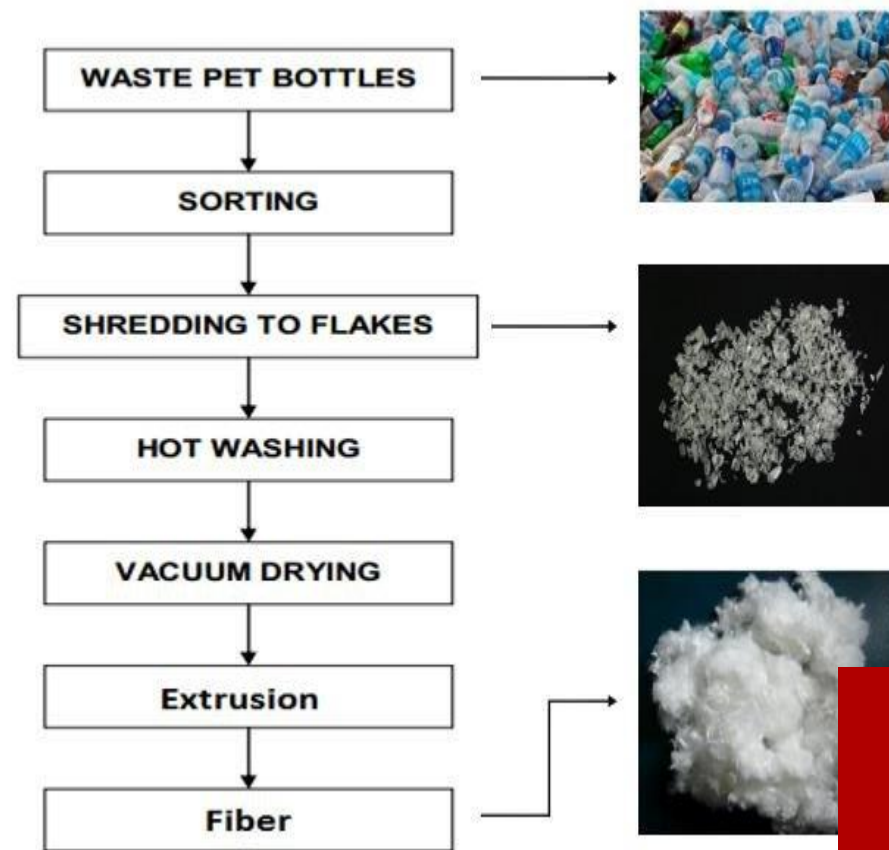 WASTE PET BOTTLES
SORTING
SHREDDING TO FLAKES
HOT WASHING
VACUUM DRYING
Extrusion
Fiber